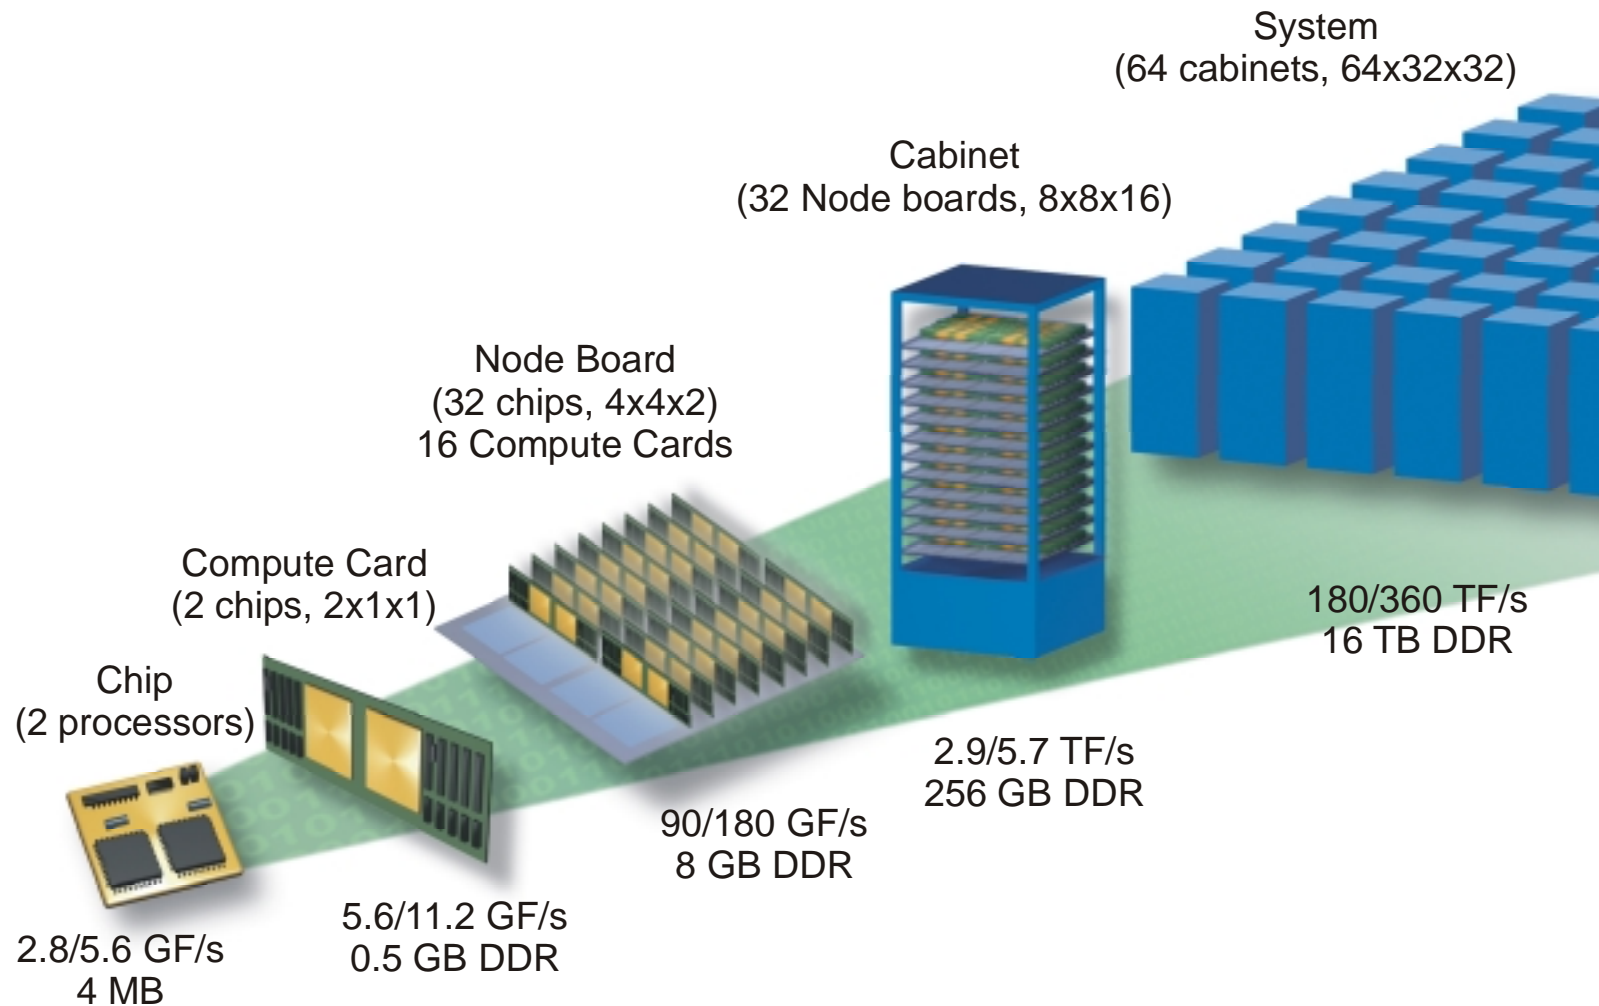 System
(64 cabinets, 64x32x32)
Cabinet
(32 Node boards, 8x8x16)
Node Board
(32 chips, 4x4x2)
16 Compute Cards
Compute Card
(2 chips, 2x1x1)
Chip
(2 processors)
180/360 TF/s
16 TB DDR
2.9/5.7 TF/s
256 GB DDR
90/180 GF/s
8 GB DDR
5.6/11.2 GF/s
0.5 GB DDR
2.8/5.6 GF/s
4 MB